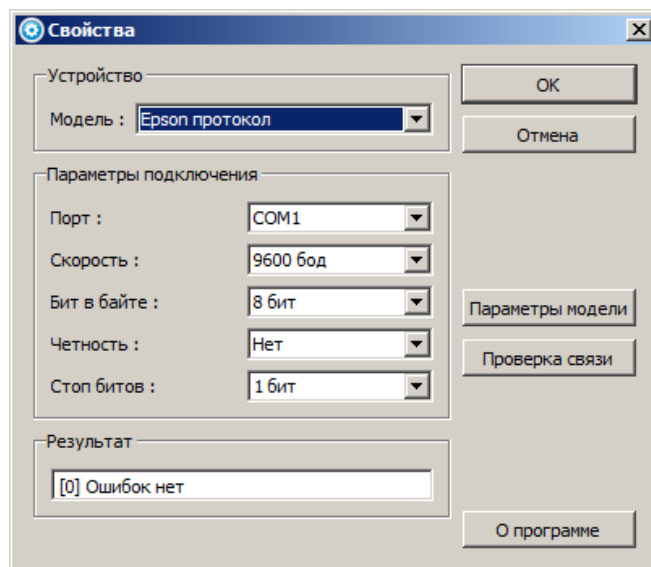 Свойства
Устройство
Модель : Epson протокол
OK
Отмена
Параметры подключения
Порт : COM1
Скорость : 9600 бод
Бит в байте : 8 бит
Четность : Нет
Стоп битов : 1 бит
Параметры модели
Проверка связи
Результат
[0] Ошибок нет
О программе